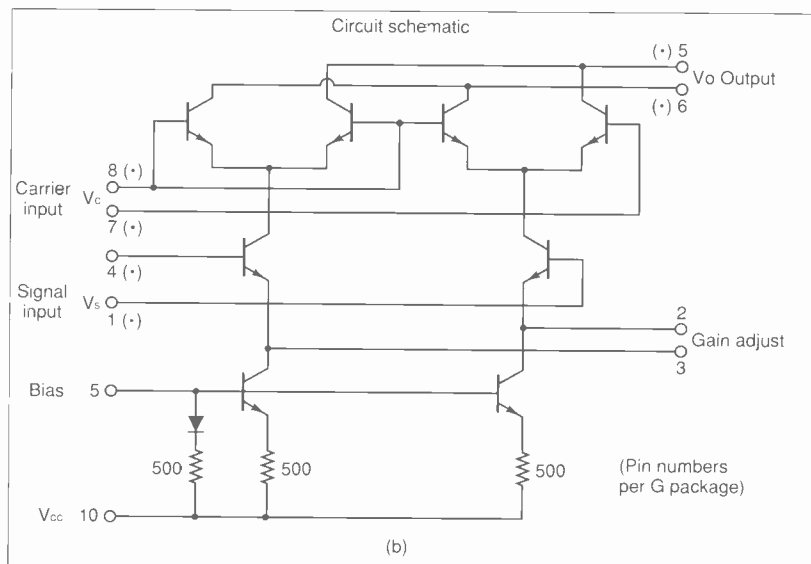 Circuit schematic
(•) 5
Vo Output
(•) 6
8 (•)
Carrier input
Vc
7 (•)
4 (•)
Signal input
Vs
1 (•)
2
Gain adjust
3
Bias 5
500
500
500
(Pin numbers
per G package)
Vcc 10
(b)